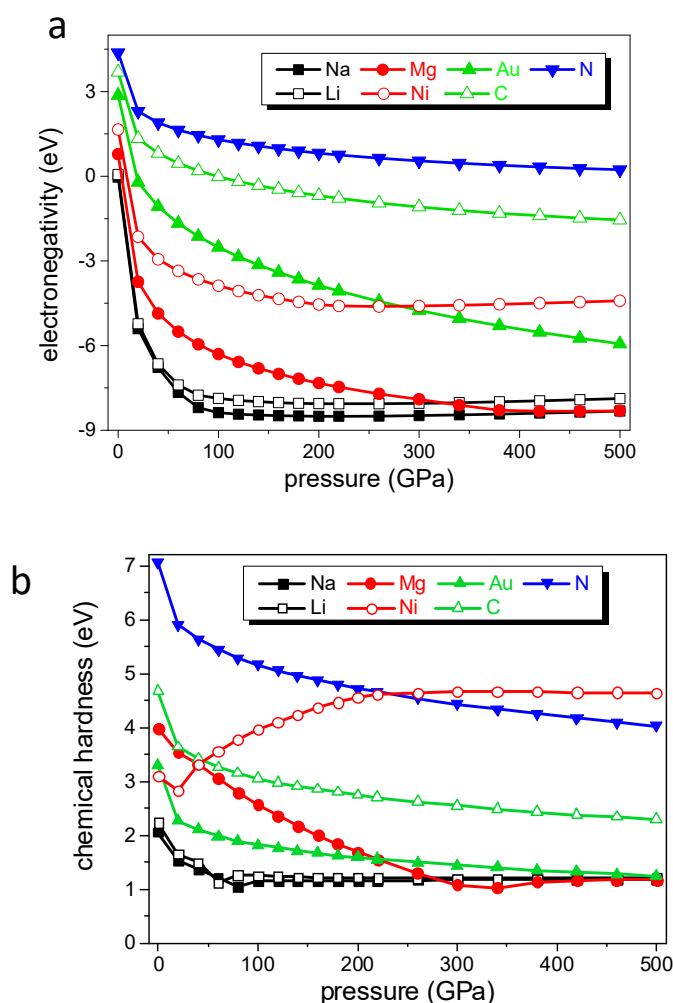 a
Na Mg Au N
Li Ni C
3
0
-3
-6
-9
electronegativity (eV)
0 100 200 300 400 500
pressure (GPa)
b
Na Mg Au N
Li Ni C
7
6
5
4
3
2
1
0
chemical hardness (eV)
0 100 200 300 400 500
pressure (GPa)